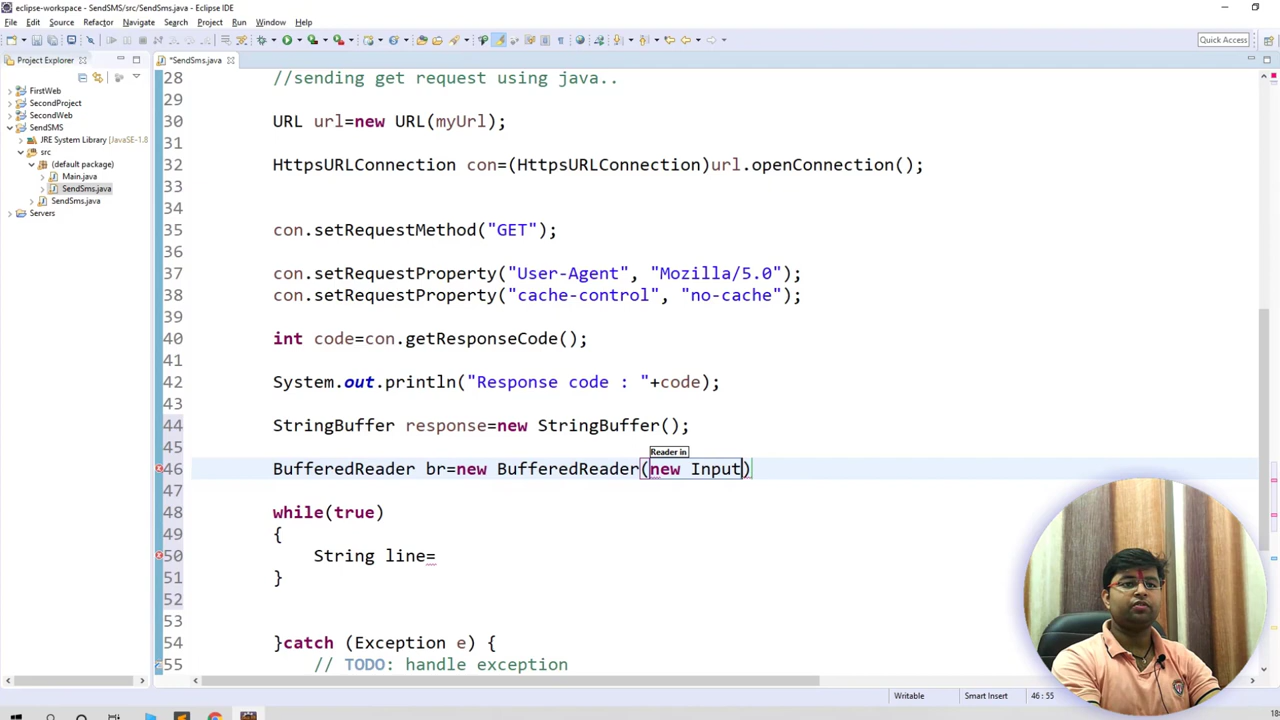 eclipse-workspace - SendSMS/src/SendSms.java - Eclipse IDE
File Edit Source Refactor Navigate Search Project Run Window Help
Quick Access
Project Explorer
*SendSms.java
FirstWeb
SecondProject
SecondWeb
SendSMS
JRE System Library [JavaSE-1.8
src
(default package)
Main.java
SendSms.java
SendSms.java
Servers
28 //sending get request using java..
29
30 URL url=new URL(myUrl);
31
32 HttpsURLConnection con=(HttpsURLConnection)url.openConnection();
33
34
35 con.setRequestMethod("GET");
36
37 con.setRequestProperty("User-Agent", "Mozilla/5.0");
38 con.setRequestProperty("cache-control", "no-cache");
39
40 int code=con.getResponseCode();
41
42 System.out.println("Response code : "+code);
43
44 StringBuffer response=new StringBuffer();
45
Reader in
46 BufferedReader br=new BufferedReader(new Input)
47
48 while(true)
49 {
50 String line=
51 }
52
53
54 }catch (Exception e) {
55 // TODO: handle exception
Writable Smart Insert 46 : 55